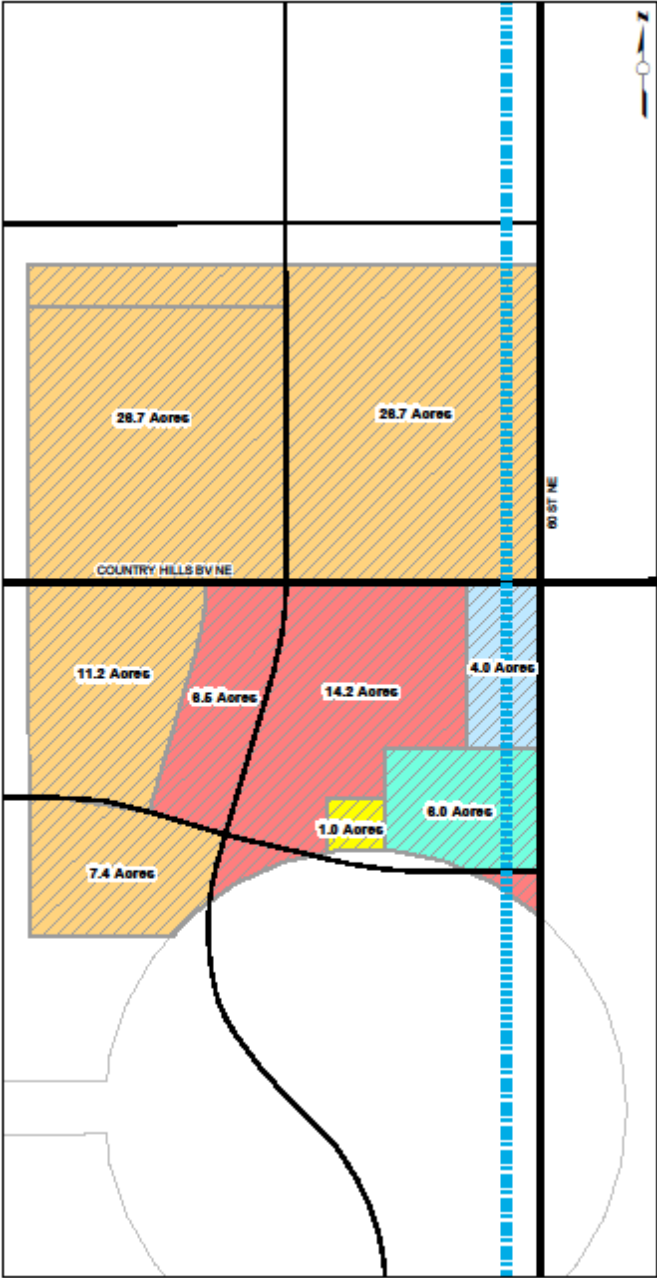 N
28.7 Acres
28.7 Acres
60 ST NE
COUNTRY HILLS BV NE
11.2 Acres
6.5 Acres
14.2 Acres
4.0 Acres
1.0 Acres
6.0 Acres
7.4 Acres